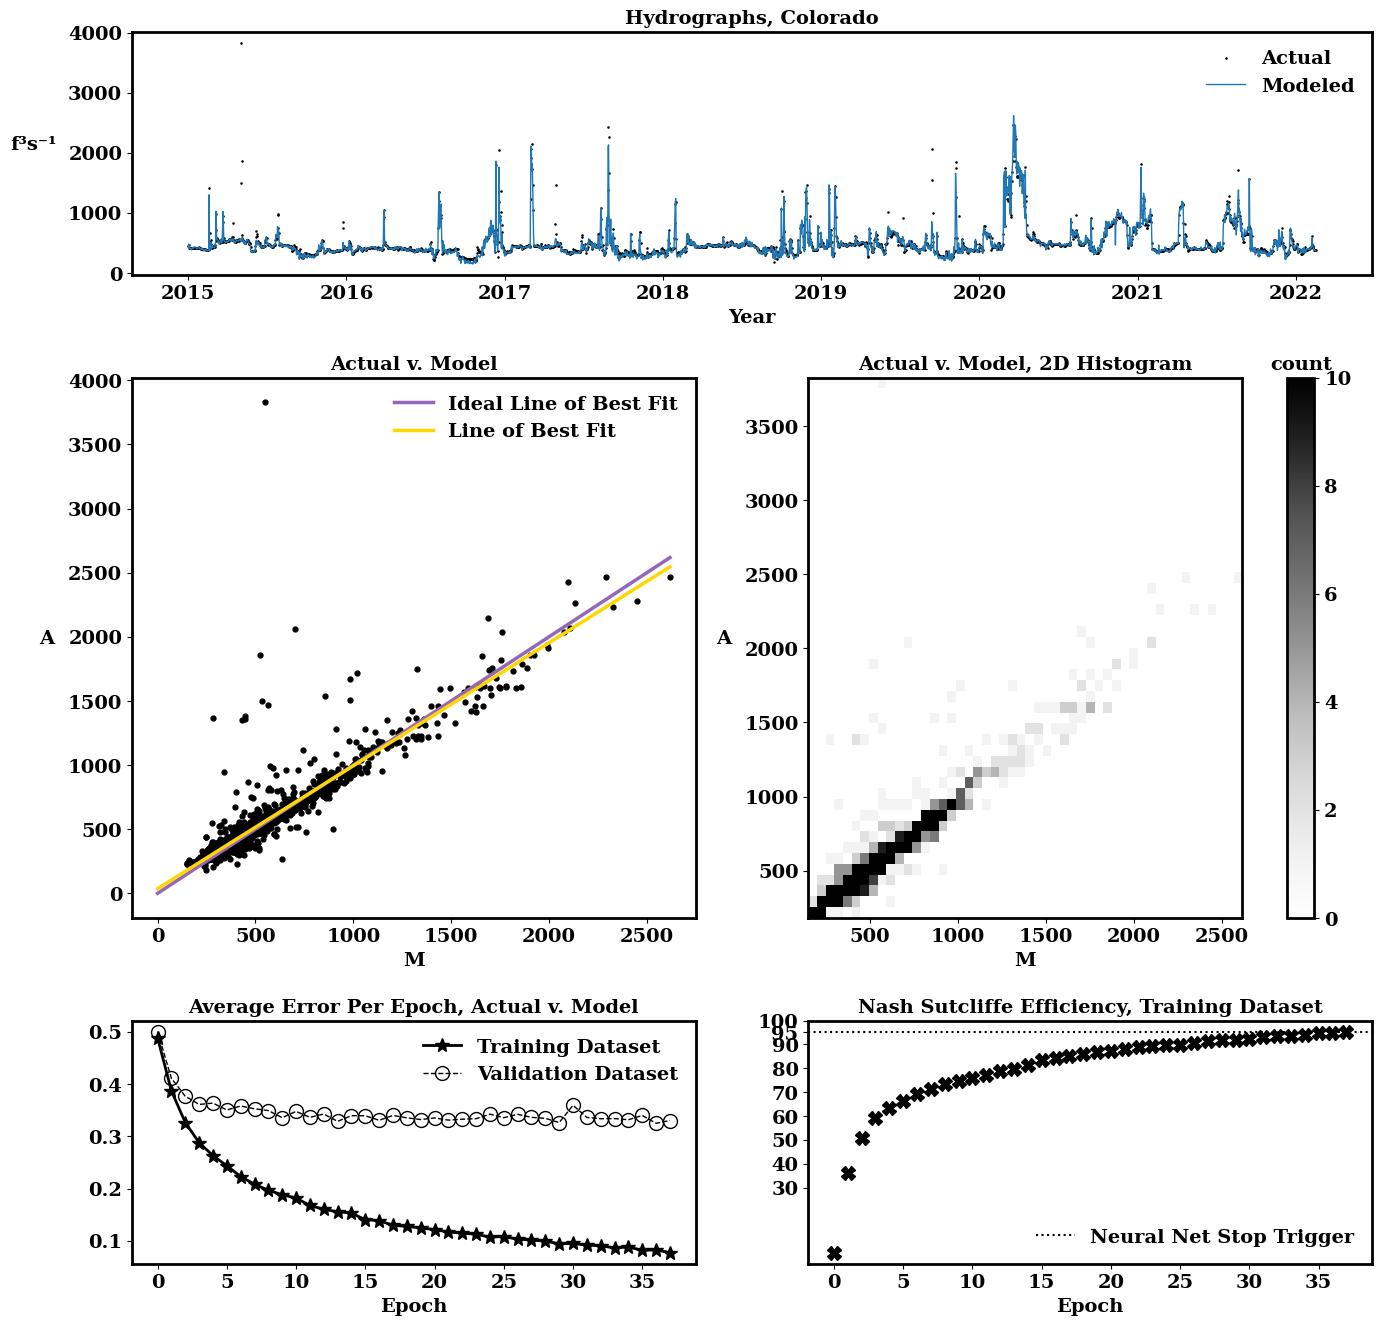 Hydrographs, Colorado
4000
3000
2000
1000
0
f³s⁻¹
Actual
Modeled
2015 2016 2017 2018 2019 2020 2021 2022
Year
Actual v. Model
4000
3500
3000
2500
2000
1500
1000
500
0
A
Ideal Line of Best Fit
Line of Best Fit
0 500 1000 1500 2000 2500
M
Actual v. Model, 2D Histogram
3500
3000
2500
2000
1500
1000
500
A
500 1000 1500 2000 2500
M
count
10
8
6
4
2
0
Average Error Per Epoch, Actual v. Model
0.5
0.4
0.3
0.2
0.1
Training Dataset
Validation Dataset
0 5 10 15 20 25 30 35
Epoch
Nash Sutcliffe Efficiency, Training Dataset
100
95
90
80
70
60
50
40
30
Neural Net Stop Trigger
0 5 10 15 20 25 30 35
Epoch